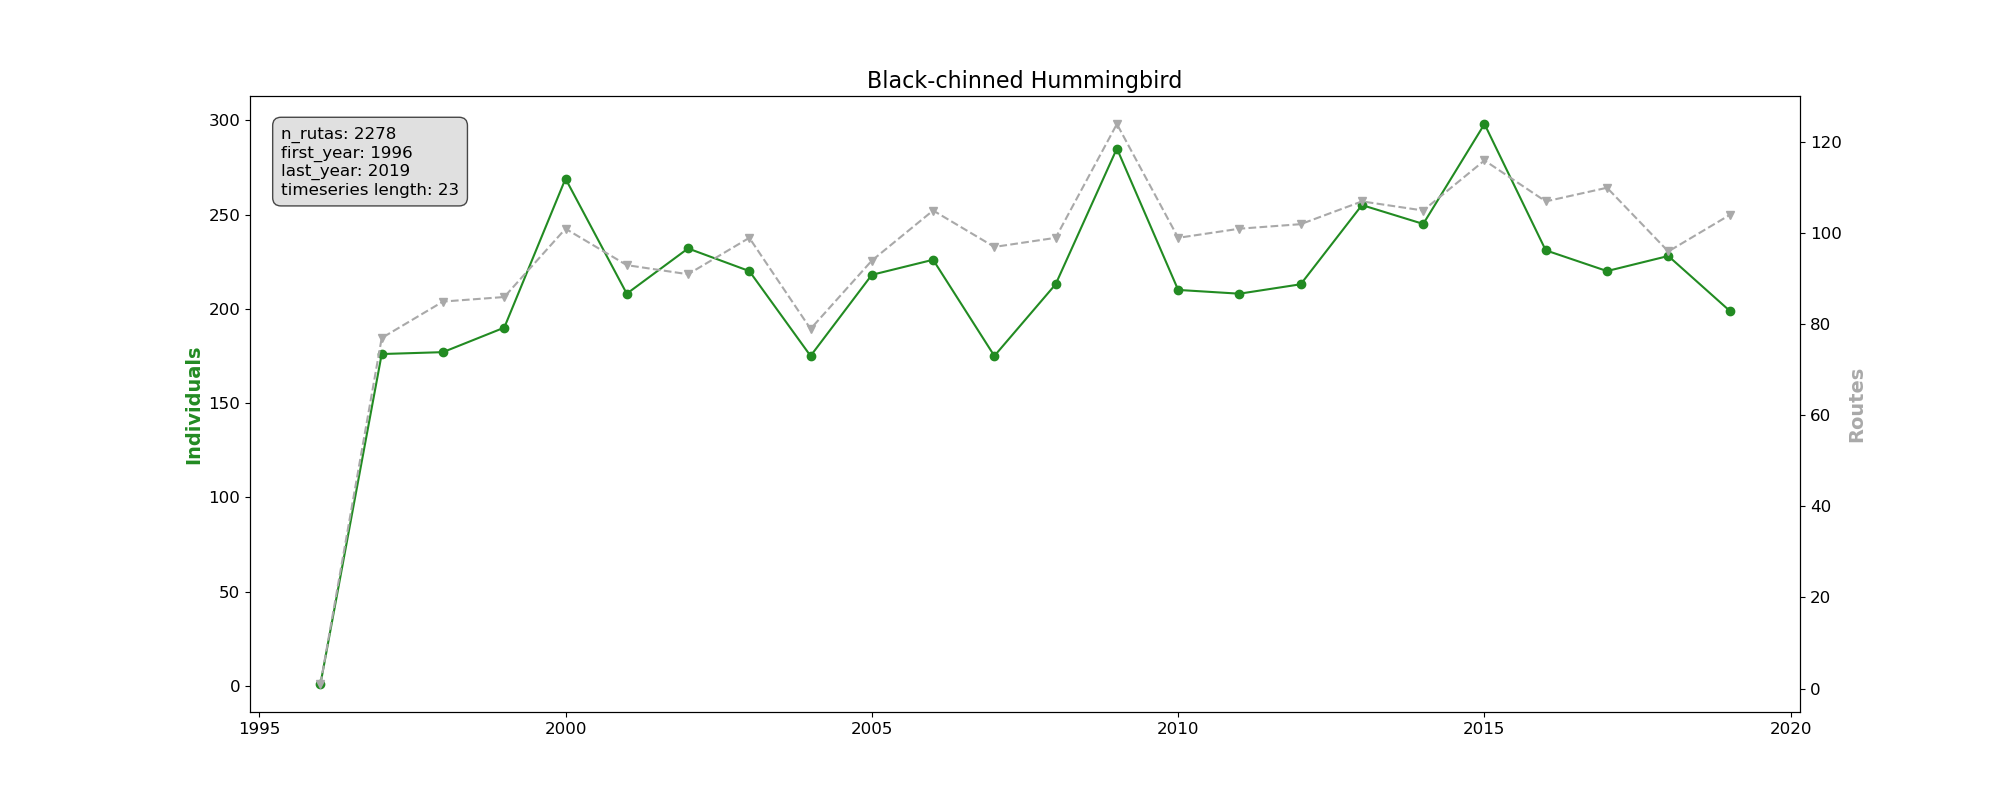 Black-chinned Hummingbird
n_rutas: 2278
first_year: 1996
last_year: 2019
timeseries length: 23
300
250
200
150
100
50
0
Individuals
120
100
80
60
40
20
0
Routes
1995 2000 2005 2010 2015 2020